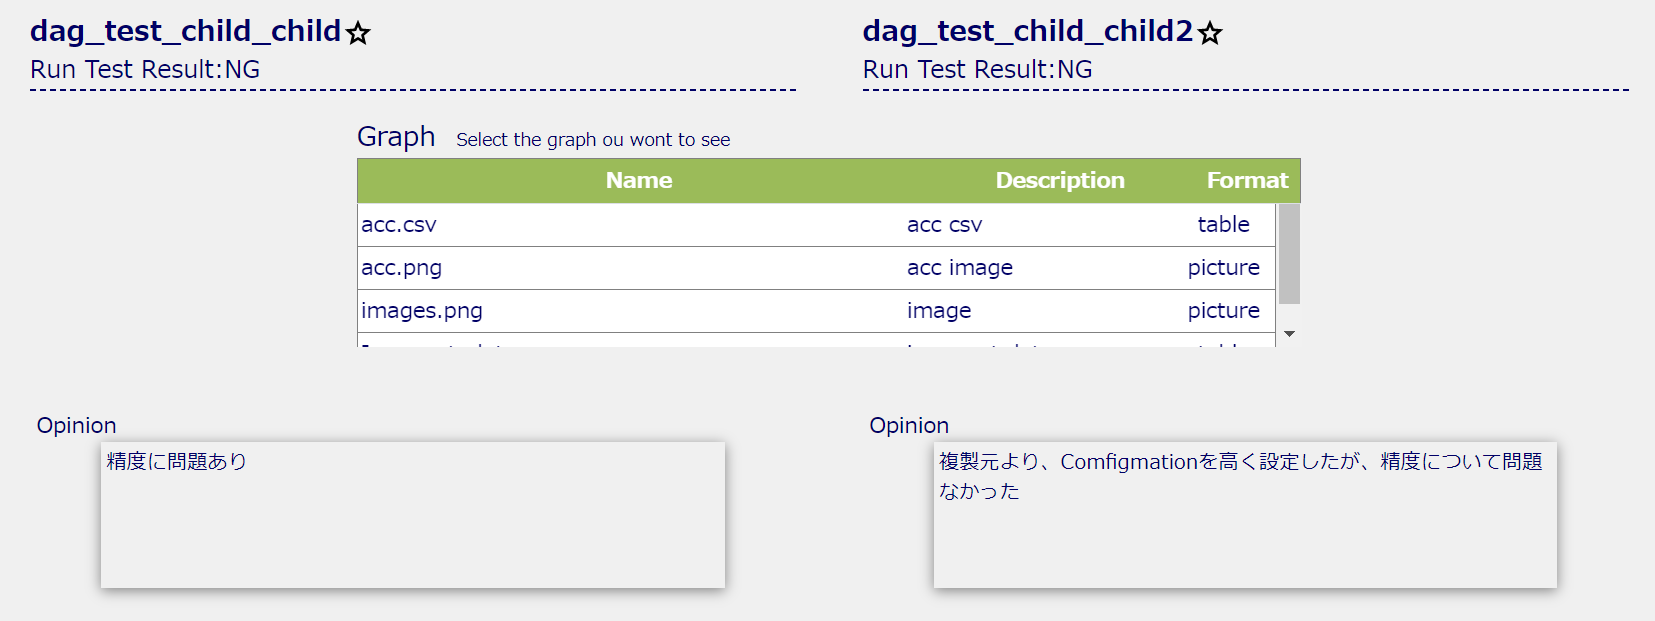 dag_test_child_child☆
Run Test Result:NG
dag_test_child_child2☆
Run Test Result:NG
Graph Select the graph ou wont to see
Name Description Format
acc.csv acc csv table
acc.png acc image picture
images.png image picture
Opinion
精度に問題あり
Opinion
複製元より、Comfigmationを高く設定したが、精度について問題
なかった